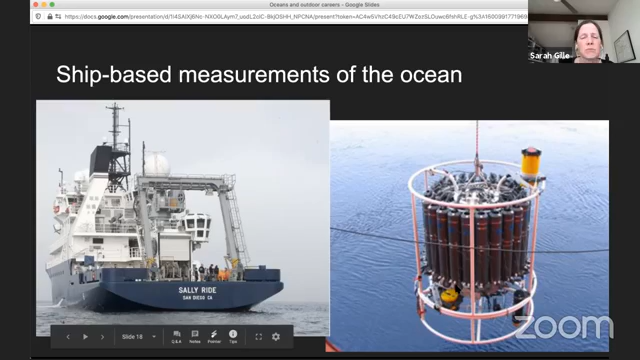 Oceans and outdoor careers - Google Slides
Sarah Gille
Ship-based measurements of the ocean
SALLY RIDE
SAN DIEGO CA
Slide 18
Q&A
Notes
Pointer
Tips
zoom